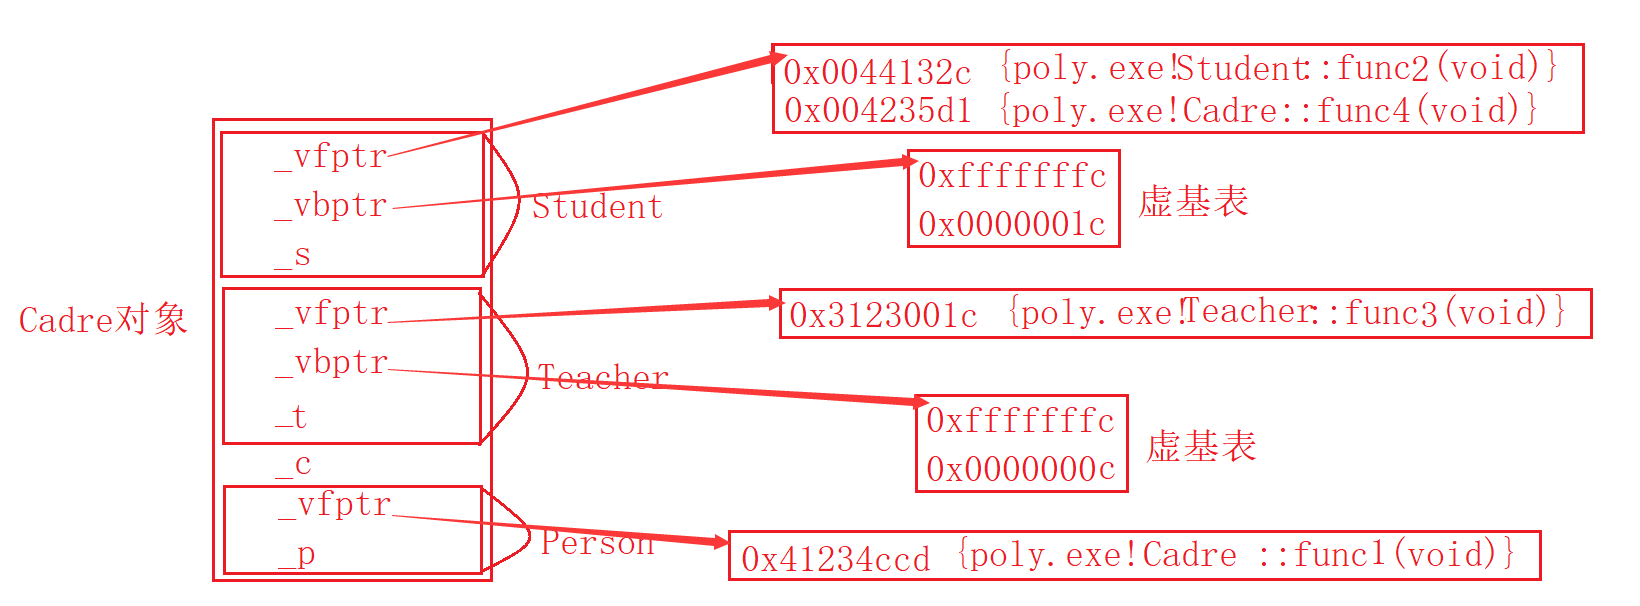 0x0044132c {poly.exe!Student::func2(void)}
0x004235d1 {poly.exe!Cadre::func4(void)}
_vfptr
_vbptr
_s
Student
0xfffffffc
0x0000001c
虚基表
Cadre对象
_vfptr
_vbptr
_t
Teacher
0x3123001c {poly.exe!Teacher::func3(void)}
0xfffffffc
0x0000000c
虚基表
_c
_vfptr
_p
Person
0x41234ccd {poly.exe!Cadre ::func1(void)}